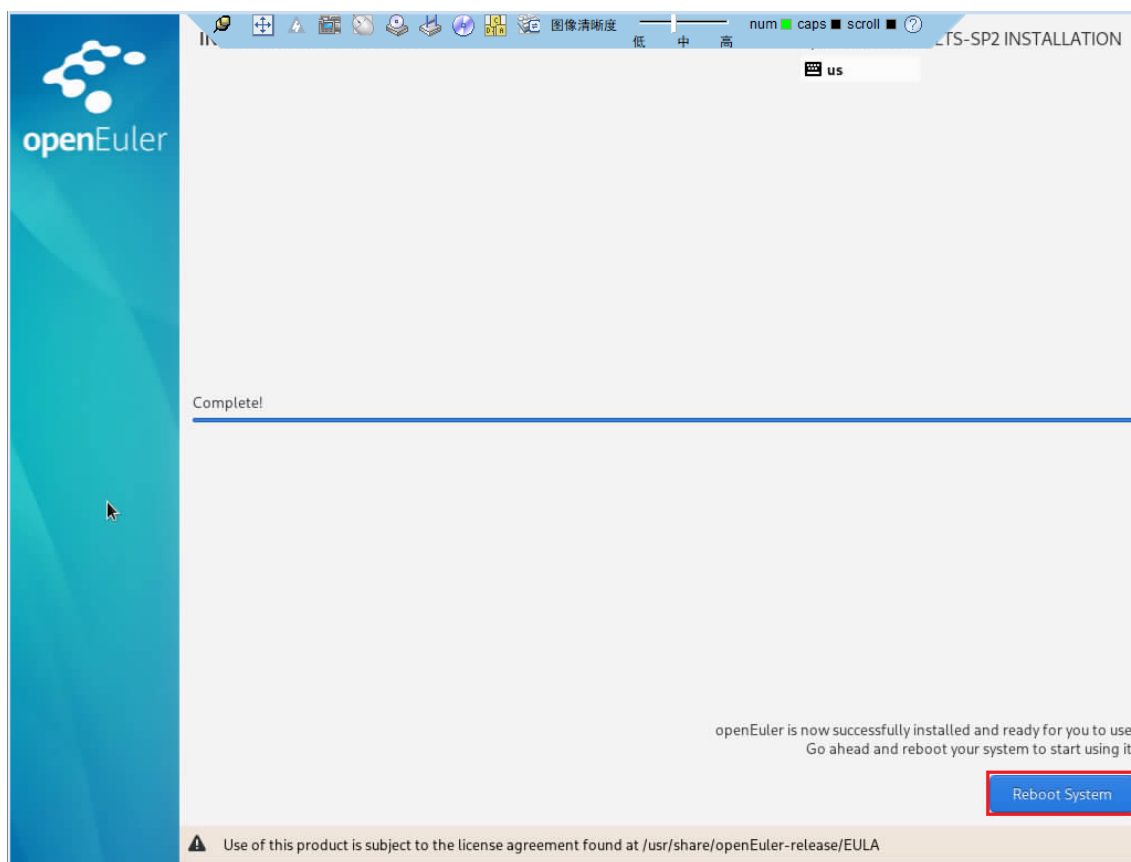 图像清晰度
低 中 高
num caps scroll ?
LTS-SP2 INSTALLATION
us
openEuler
Complete!
openEuler is now successfully installed and ready for you to use
Go ahead and reboot your system to start using it
Reboot System
Use of this product is subject to the license agreement found at /usr/share/openEuler-release/EULA